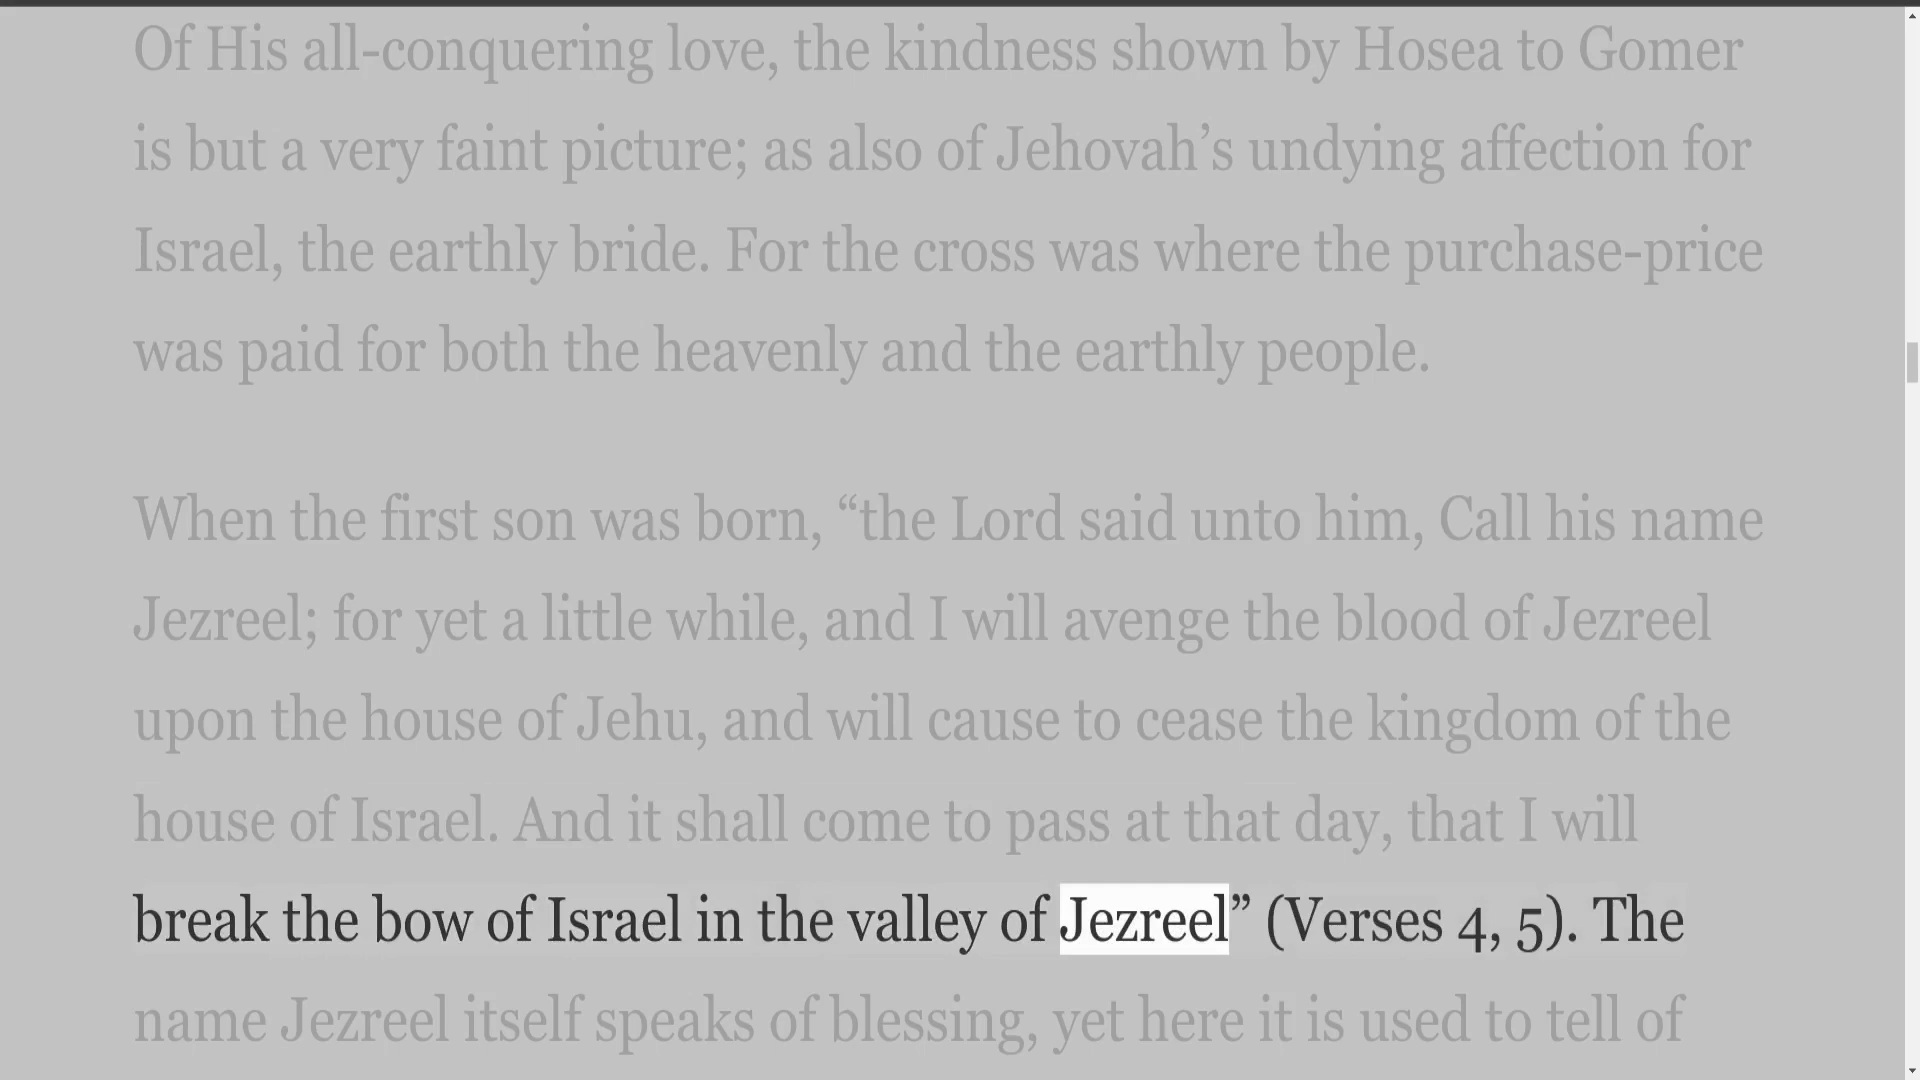 Of His all-conquering love, the kindness shown by Hosea to Gomer
is but a very faint picture; as also of Jehovah’s undying affection for
Israel, the earthly bride. For the cross was where the purchase-price
was paid for both the heavenly and the earthly people.
When the first son was born, “the Lord said unto him, Call his name
Jezreel; for yet a little while, and I will avenge the blood of Jezreel
upon the house of Jehu, and will cause to cease the kingdom of the
house of Israel. And it shall come to pass at that day, that I will
break the bow of Israel in the valley of Jezreel” (Verses 4, 5). The
name Jezreel itself speaks of blessing, yet here it is used to tell of